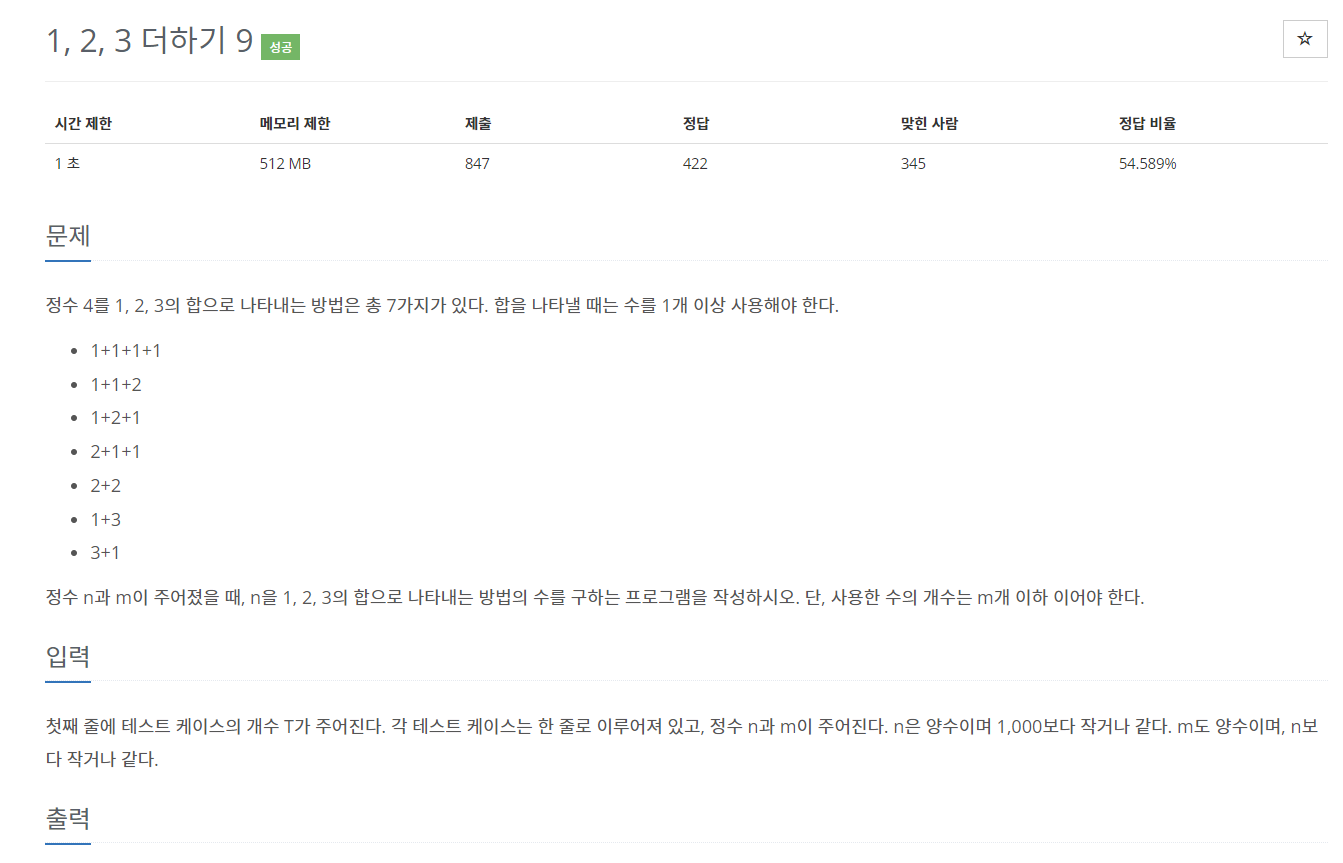 1, 2, 3 더하기 9 성공
시간 제한 메모리 제한 제출 정답 맞힌 사람 정답 비율
1 초 512 MB 847 422 345 54.589%
문제
정수 4를 1, 2, 3의 합으로 나타내는 방법은 총 7가지가 있다. 합을 나타낼 때는 수를 1개 이상 사용해야 한다.
1+1+1+1
1+1+2
1+2+1
2+1+1
2+2
1+3
3+1
정수 n과 m이 주어졌을 때, n을 1, 2, 3의 합으로 나타내는 방법의 수를 구하는 프로그램을 작성하시오. 단, 사용한 수의 개수는 m개 이하 이어야 한다.
입력
첫째 줄에 테스트 케이스의 개수 T가 주어진다. 각 테스트 케이스는 한 줄로 이루어져 있고, 정수 n과 m이 주어진다. n은 양수이며 1,000보다 작거나 같다. m도 양수이며, n보
다 작거나 같다.
출력